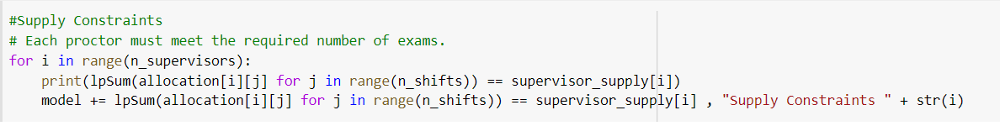 #Supply Constraints
# Each proctor must meet the required number of exams.
for i in range(n_supervisors):
    print(lpSum(allocation[i][j] for j in range(n_shifts)) == supervisor_supply[i])
    model += lpSum(allocation[i][j] for j in range(n_shifts)) == supervisor_supply[i] , "Supply Constraints " + str(i)